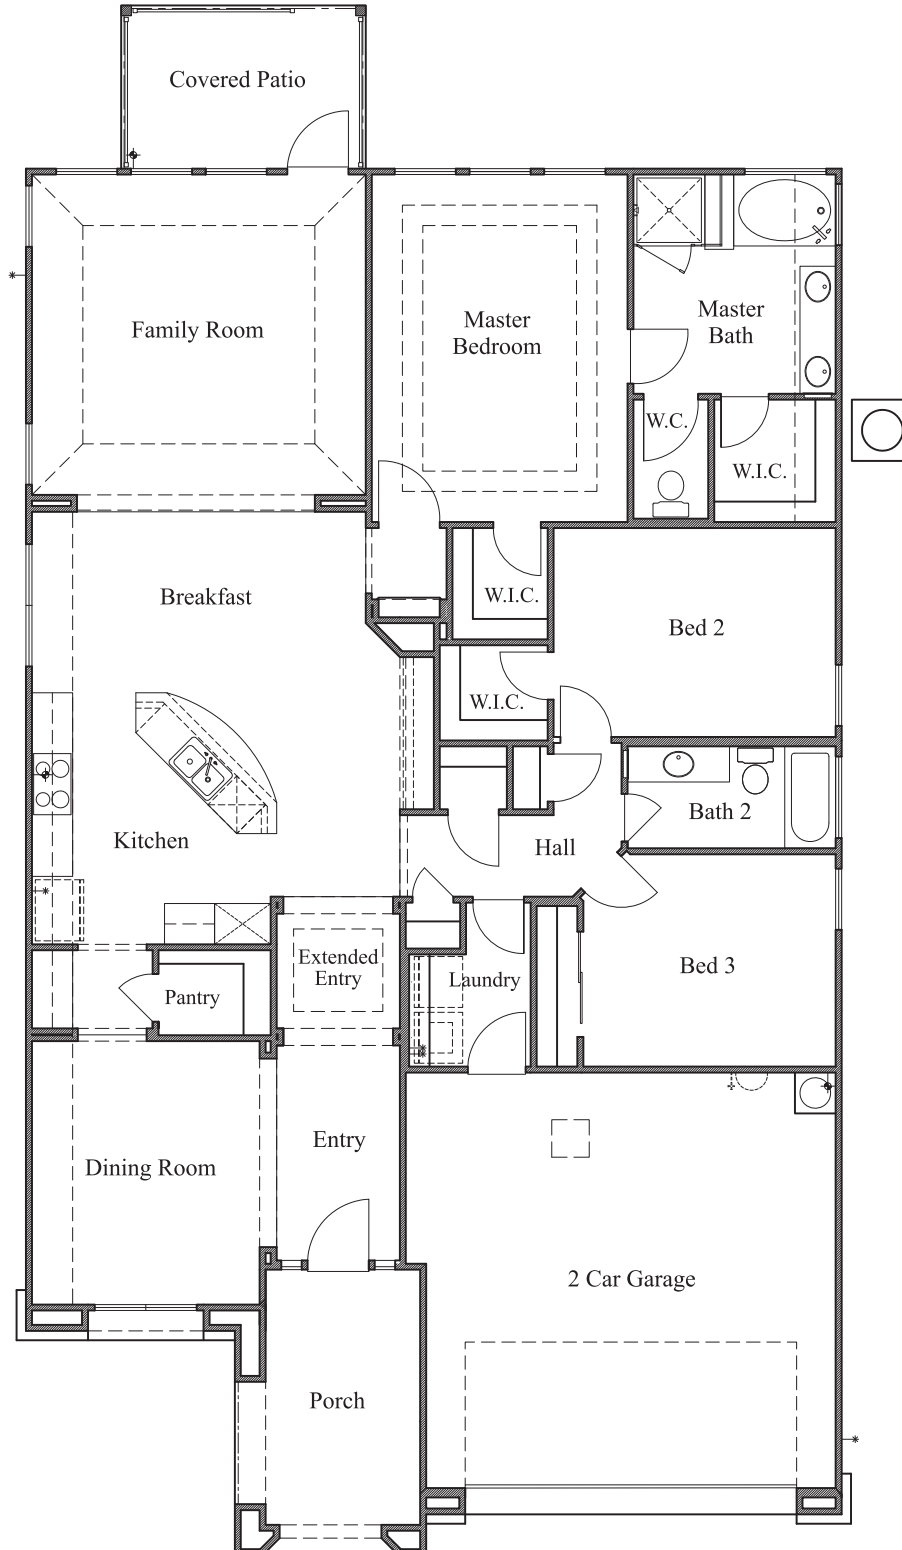 Covered Patio
Family Room
Master
Bedroom
Master
Bath
W.C.
W.I.C.
Breakfast
W.I.C.
Bed 2
W.I.C.
Kitchen
Hall
Bath 2
Extended
Entry
Pantry
Laundry
Bed 3
Entry
Dining Room
2 Car Garage
Porch